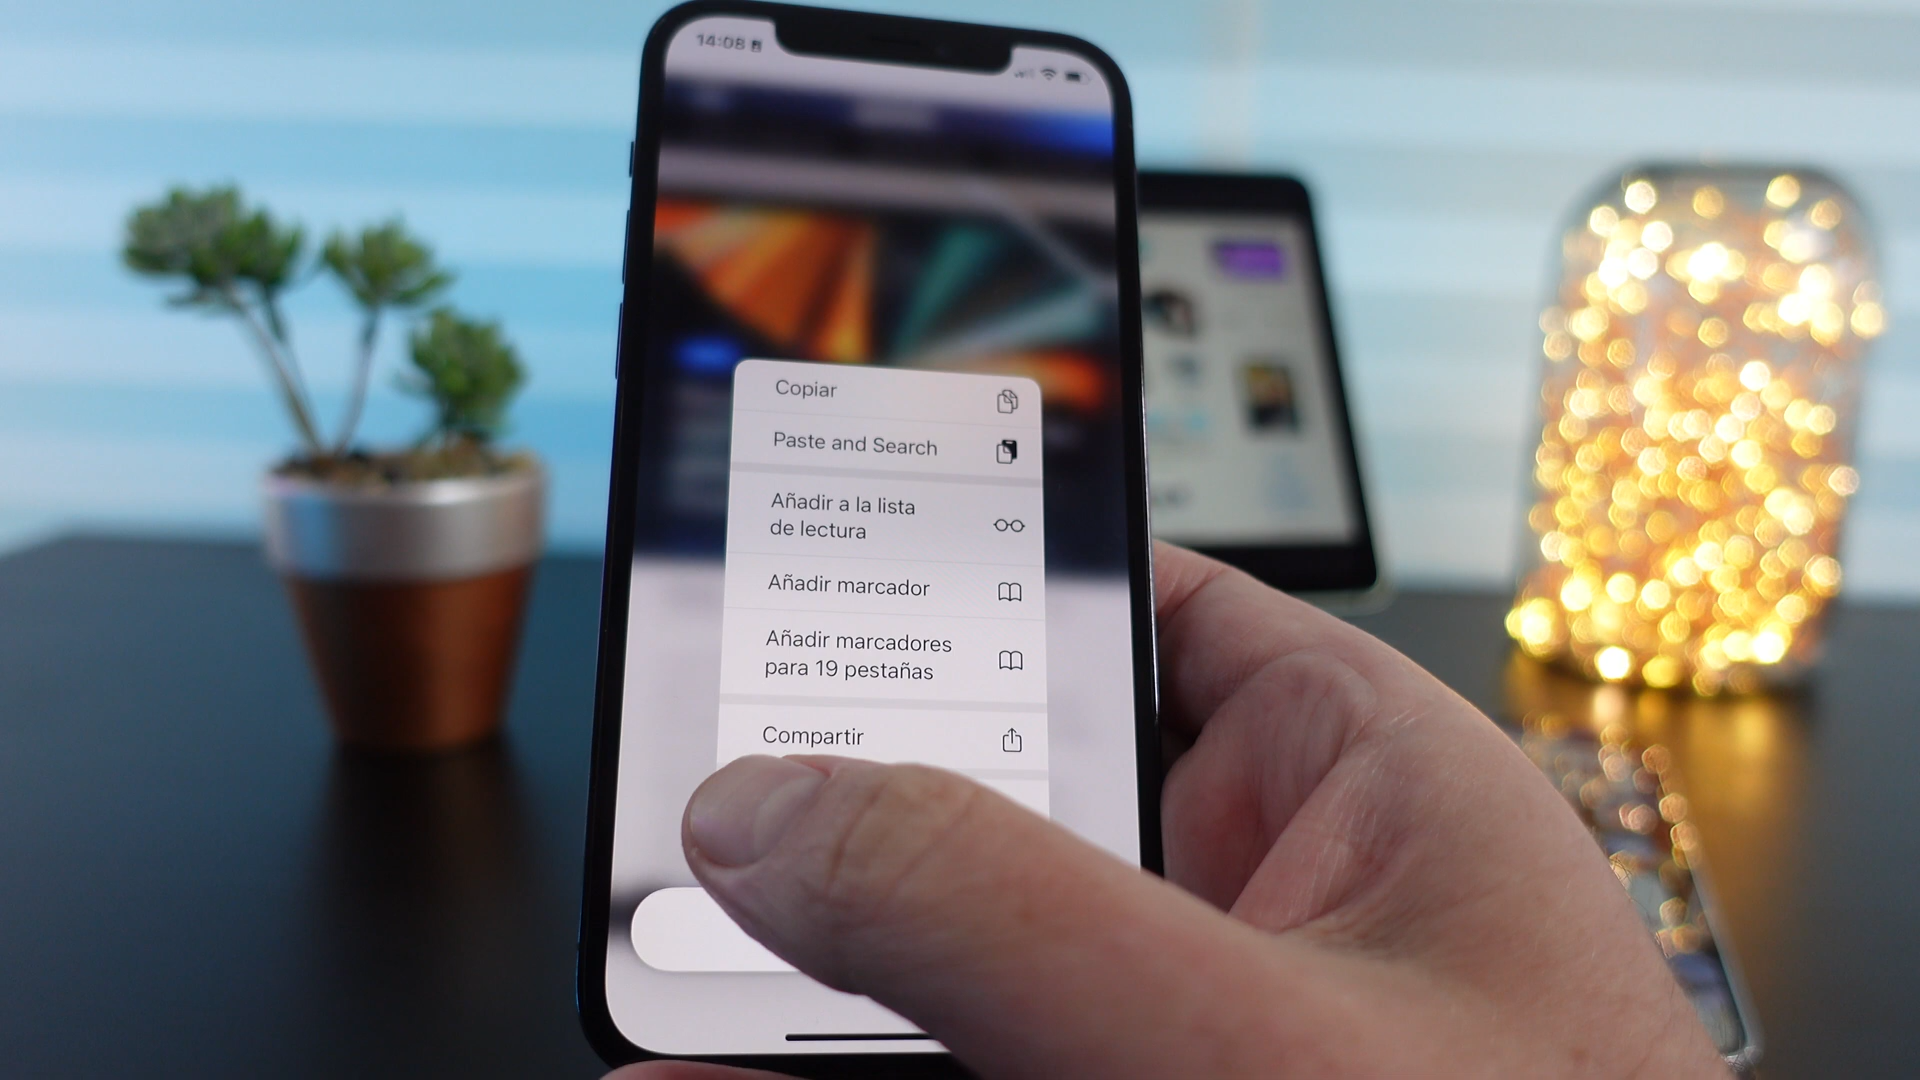 14:08
Copiar
Paste and Search
Añadir a la lista
de lectura
Añadir marcador
Añadir marcadores
para 19 pestañas
Compartir